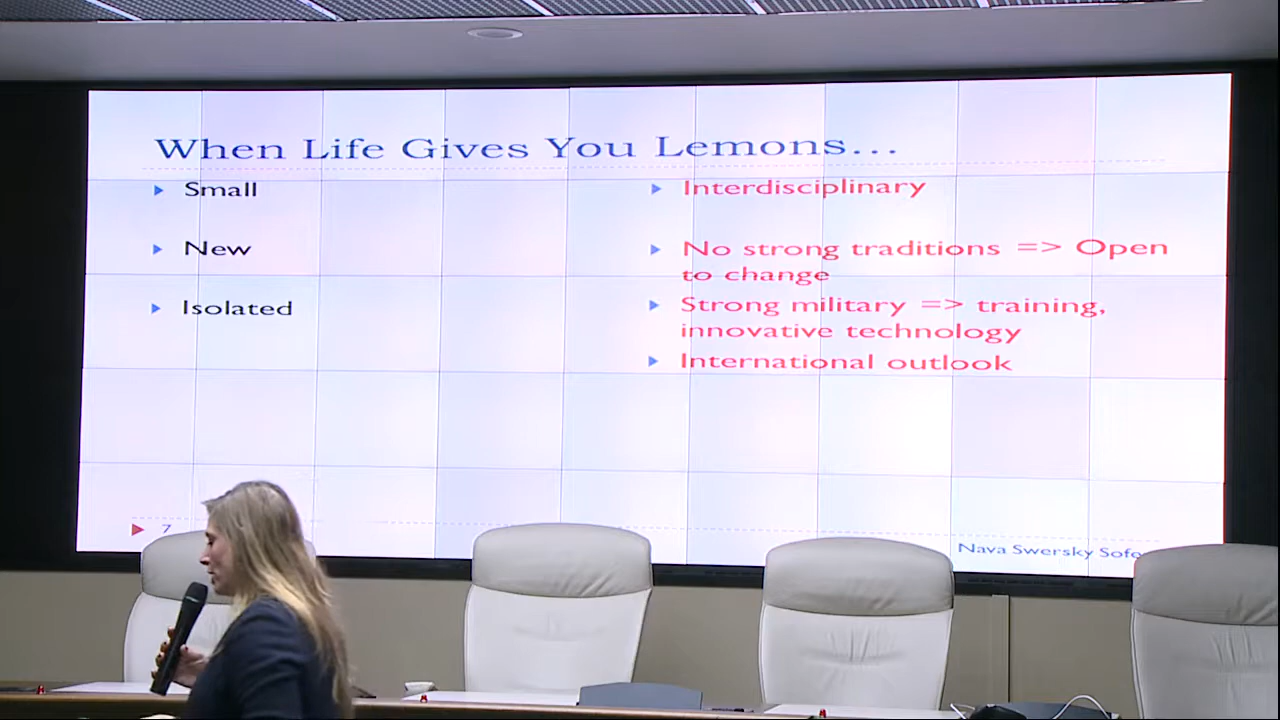 When Life Gives You Lemons...
Small
New
Isolated
Interdisciplinary
No strong traditions => Open
to change
Strong military => training,
innovative technology
International outlook
7
Nava Swersky